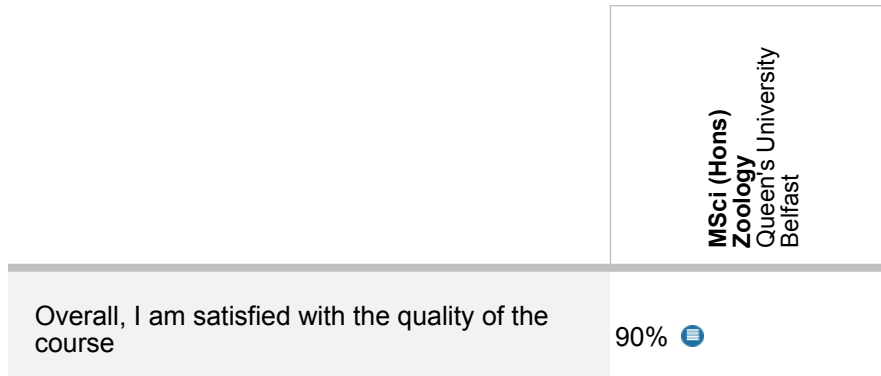 MSci (Hons)
Zoology
Queen's University
Belfast
Overall, I am satisfied with the quality of the
course
90%